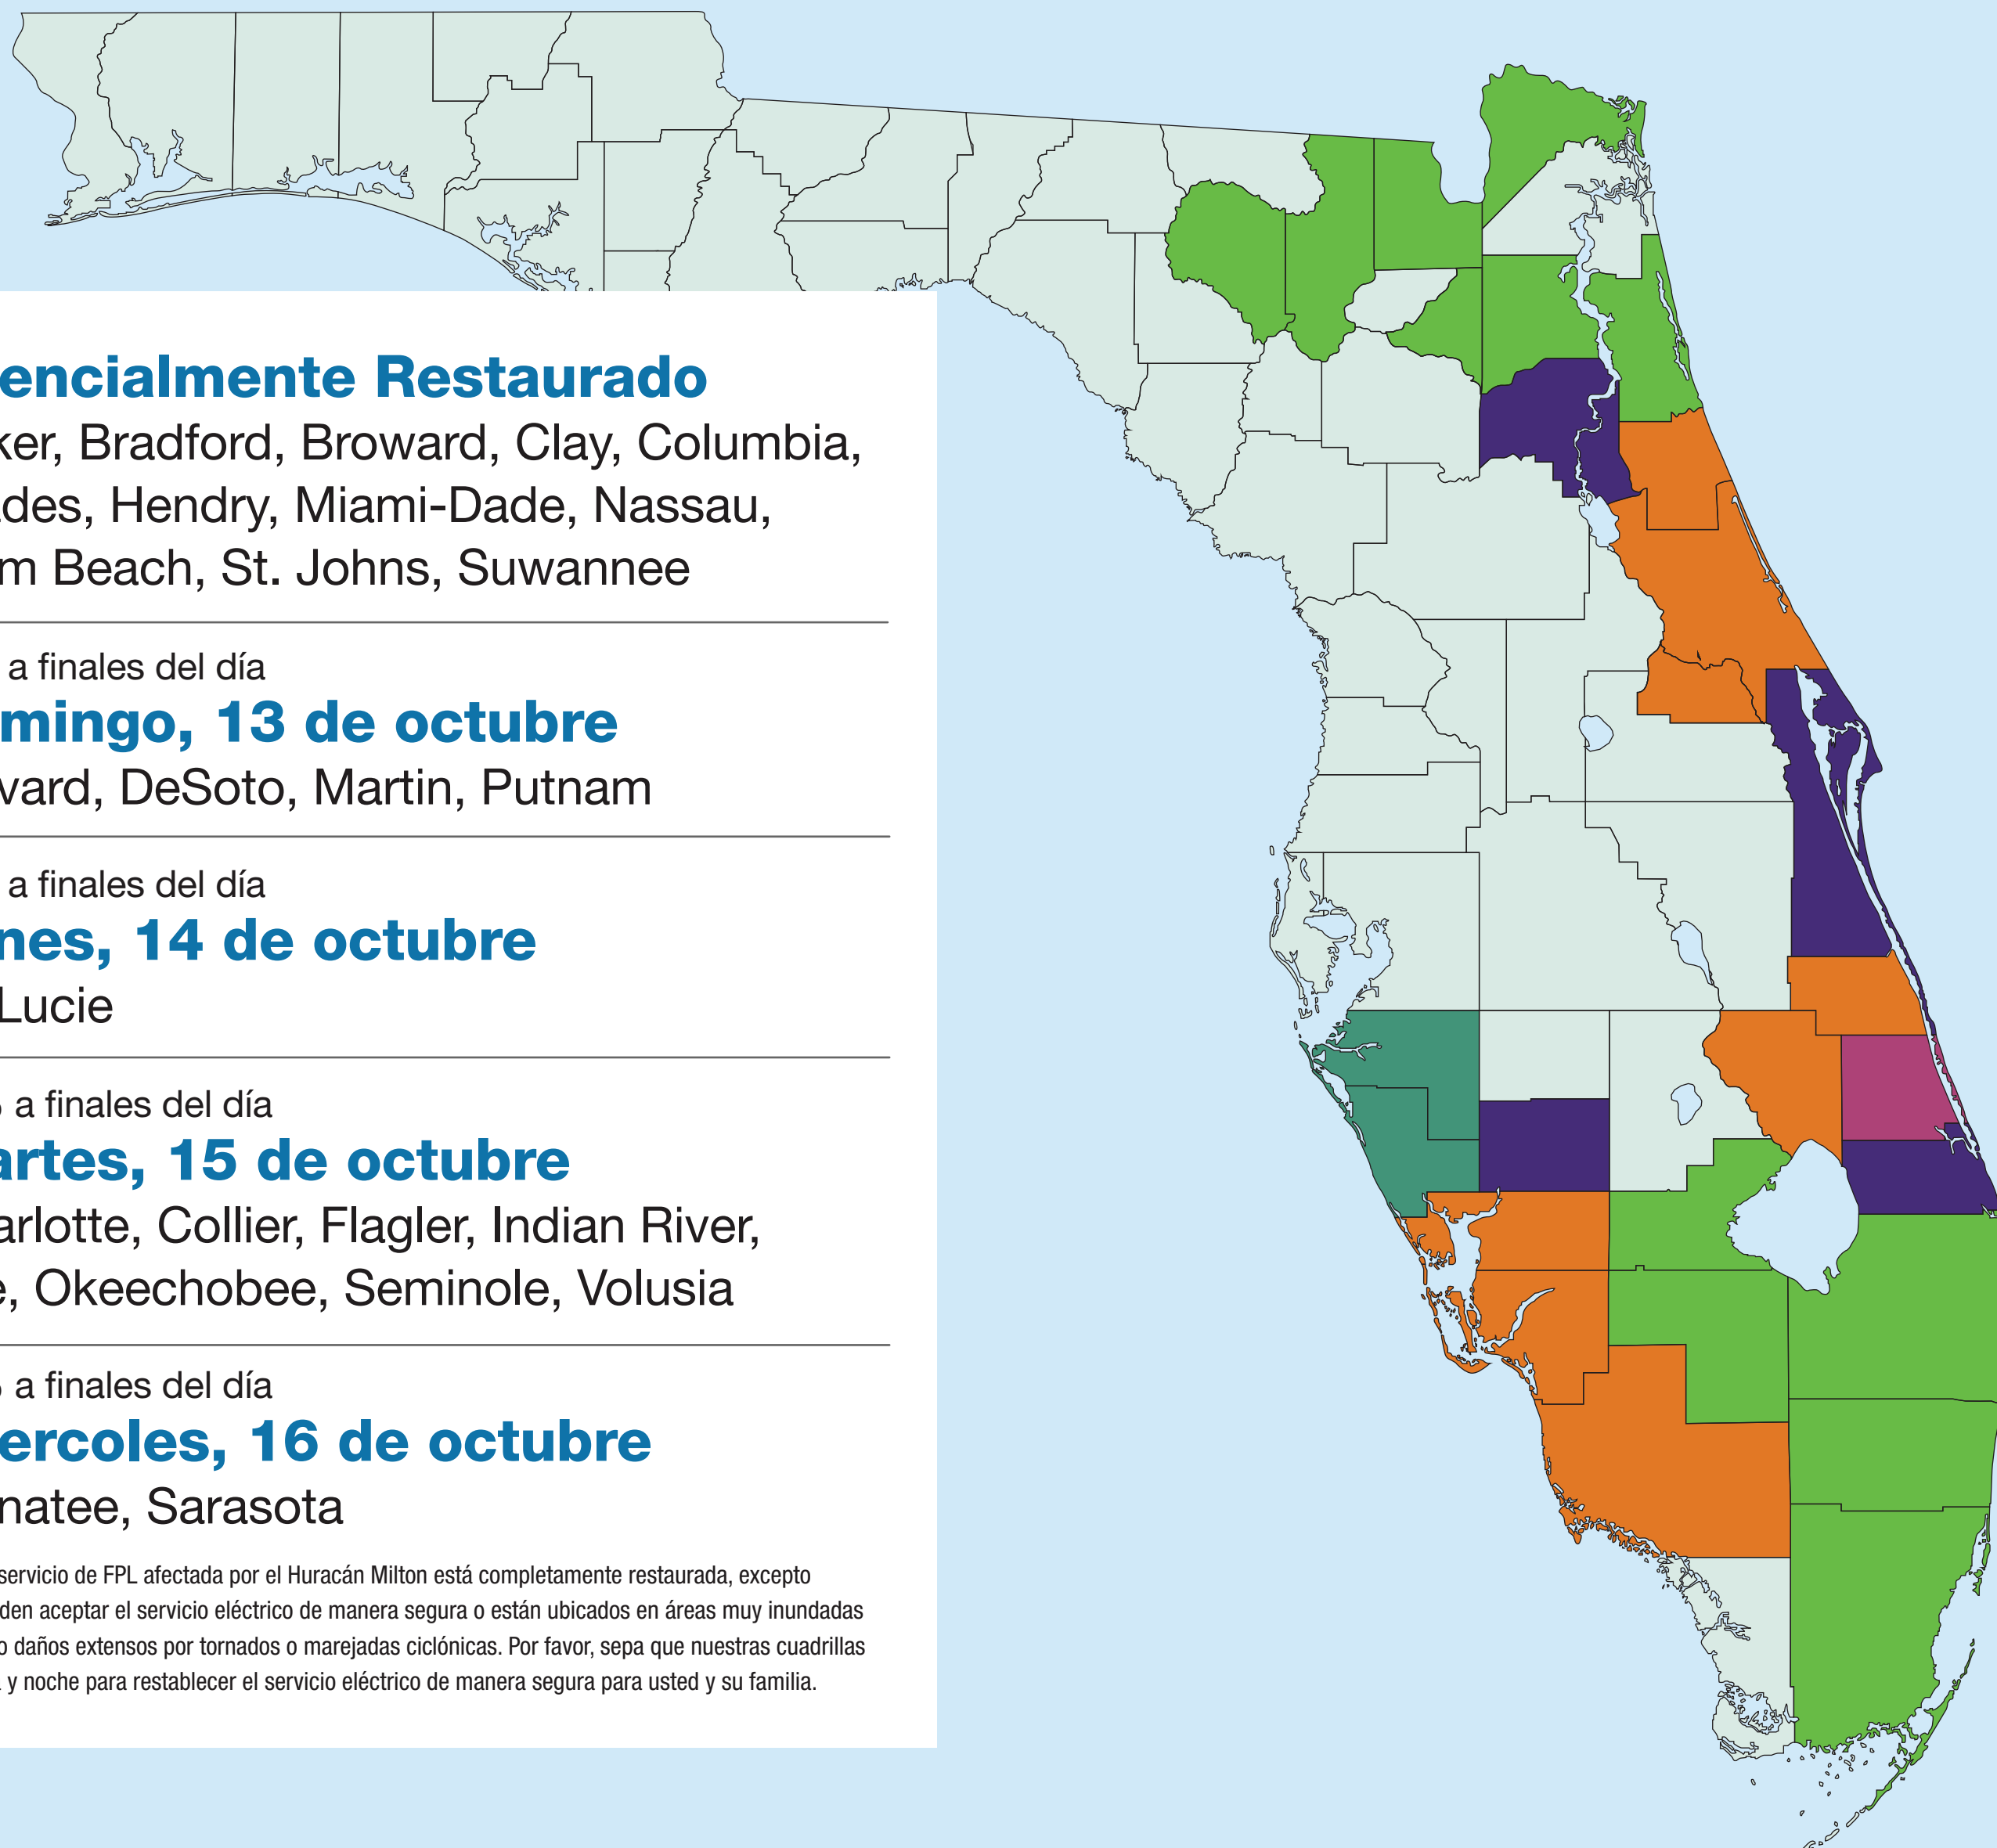 encialmente Restaurado
ker, Bradford, Broward, Clay, Columbia,
ades, Hendry, Miami-Dade, Nassau,
m Beach, St. Johns, Suwannee
a finales del día
mingo, 13 de octubre
vard, DeSoto, Martin, Putnam
a finales del día
nes, 14 de octubre
Lucie
a finales del día
artes, 15 de octubre
arlotte, Collier, Flagler, Indian River,
e, Okeechobee, Seminole, Volusia
a finales del día
ercoles, 16 de octubre
natee, Sarasota
servicio de FPL afectada por el Huracán Milton está completamente restaurada, excepto
den aceptar el servicio eléctrico de manera segura o están ubicados en áreas muy inundadas
o daños extensos por tornados o marejadas ciclónicas. Por favor, sepa que nuestras cuadrillas
y noche para restablecer el servicio eléctrico de manera segura para usted y su familia.